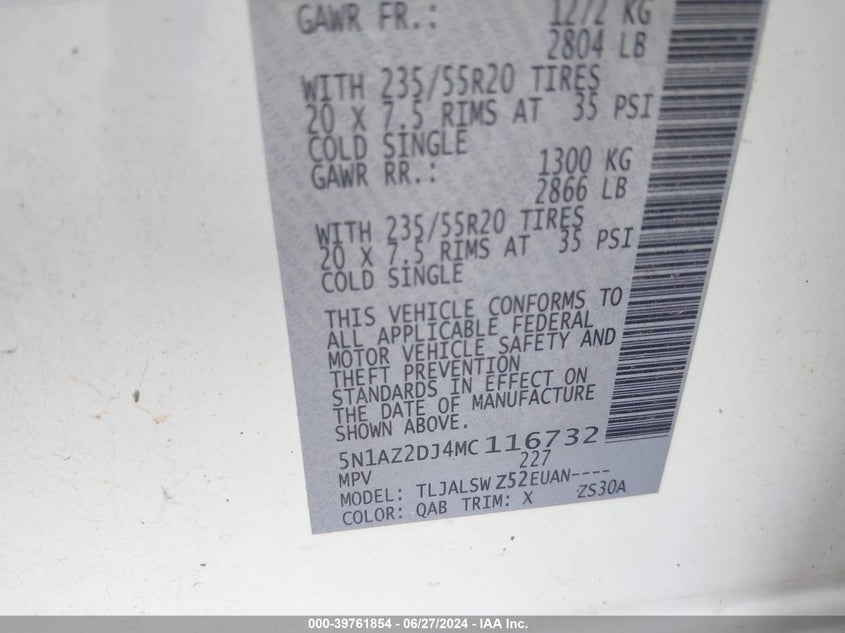 GAWR FR.: 1272 KG
2804 LB
WITH 235/55R20 TIRES
20 X 7.5 RIMS AT 35 PSI
COLD SINGLE
GAWR RR.: 1300 KG
2866 LB
WITH 235/55R20 TIRES
20 X 7.5 RIMS AT 35 PSI
COLD SINGLE
THIS VEHICLE CONFORMS TO
ALL APPLICABLE FEDERAL
MOTOR VEHICLE SAFETY AND
THEFT PREVENTION
STANDARDS IN EFFECT ON
THE DATE OF MANUFACTURE
SHOWN ABOVE.
5N1AZ2DJ4MC116732
MPV 227
MODEL: TLJALSWZ52EUAN----
COLOR: QAB TRIM: X ZS30A
000-39761854 - 06/27/2024 - IAA Inc.